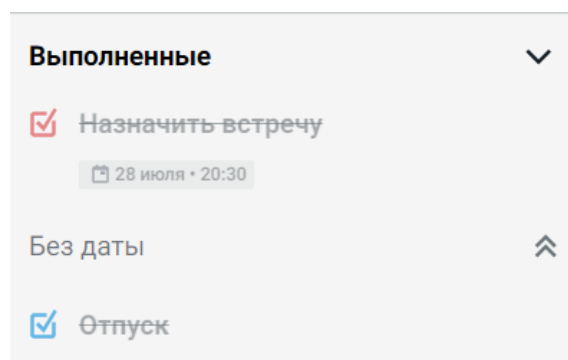 Выполненные
Назначить встречу
28 июля • 20:30
Без даты
Отпуск